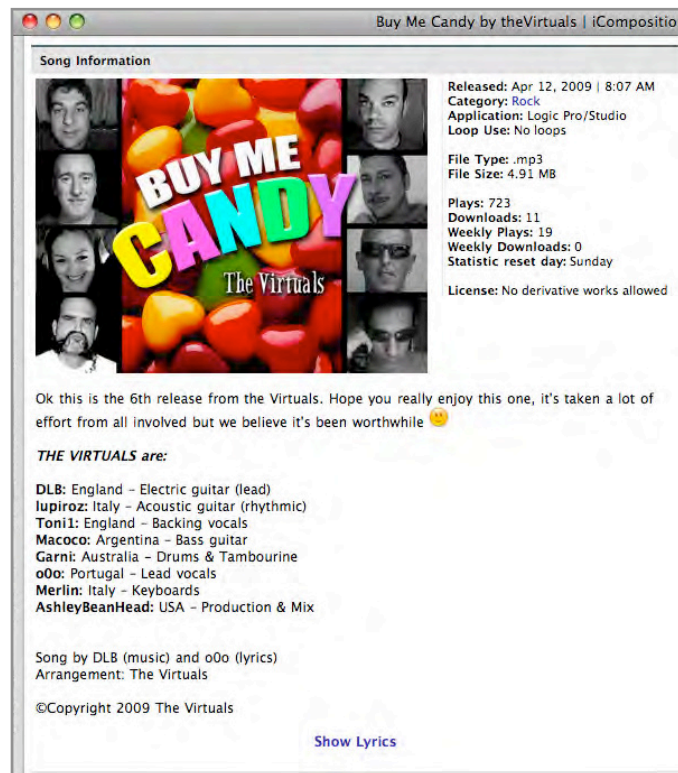 Buy Me Candy by theVirtuals | iCompositio
Song Information
BUY ME
CANDY
The Virtuals
Released: Apr 12, 2009 | 8:07 AM
Category: Rock
Application: Logic Pro/Studio
Loop Use: No loops
File Type: .mp3
File Size: 4.91 MB
Plays: 723
Downloads: 11
Weekly Plays: 19
Weekly Downloads: 0
Statistic reset day: Sunday
License: No derivative works allowed
Ok this is the 6th release from the Virtuals. Hope you really enjoy this one, it's taken a lot of
effort from all involved but we believe it's been worthwhile
THE VIRTUALS are:
DLB: England – Electric guitar (lead)
lupiroz: Italy – Acoustic guitar (rhythmic)
Toni1: England – Backing vocals
Macoco: Argentina – Bass guitar
Garni: Australia – Drums & Tambourine
o0o: Portugal – Lead vocals
Merlin: Italy – Keyboards
AshleyBeanHead: USA – Production & Mix
Song by DLB (music) and o0o (lyrics)
Arrangement: The Virtuals
©Copyright 2009 The Virtuals
Show Lyrics